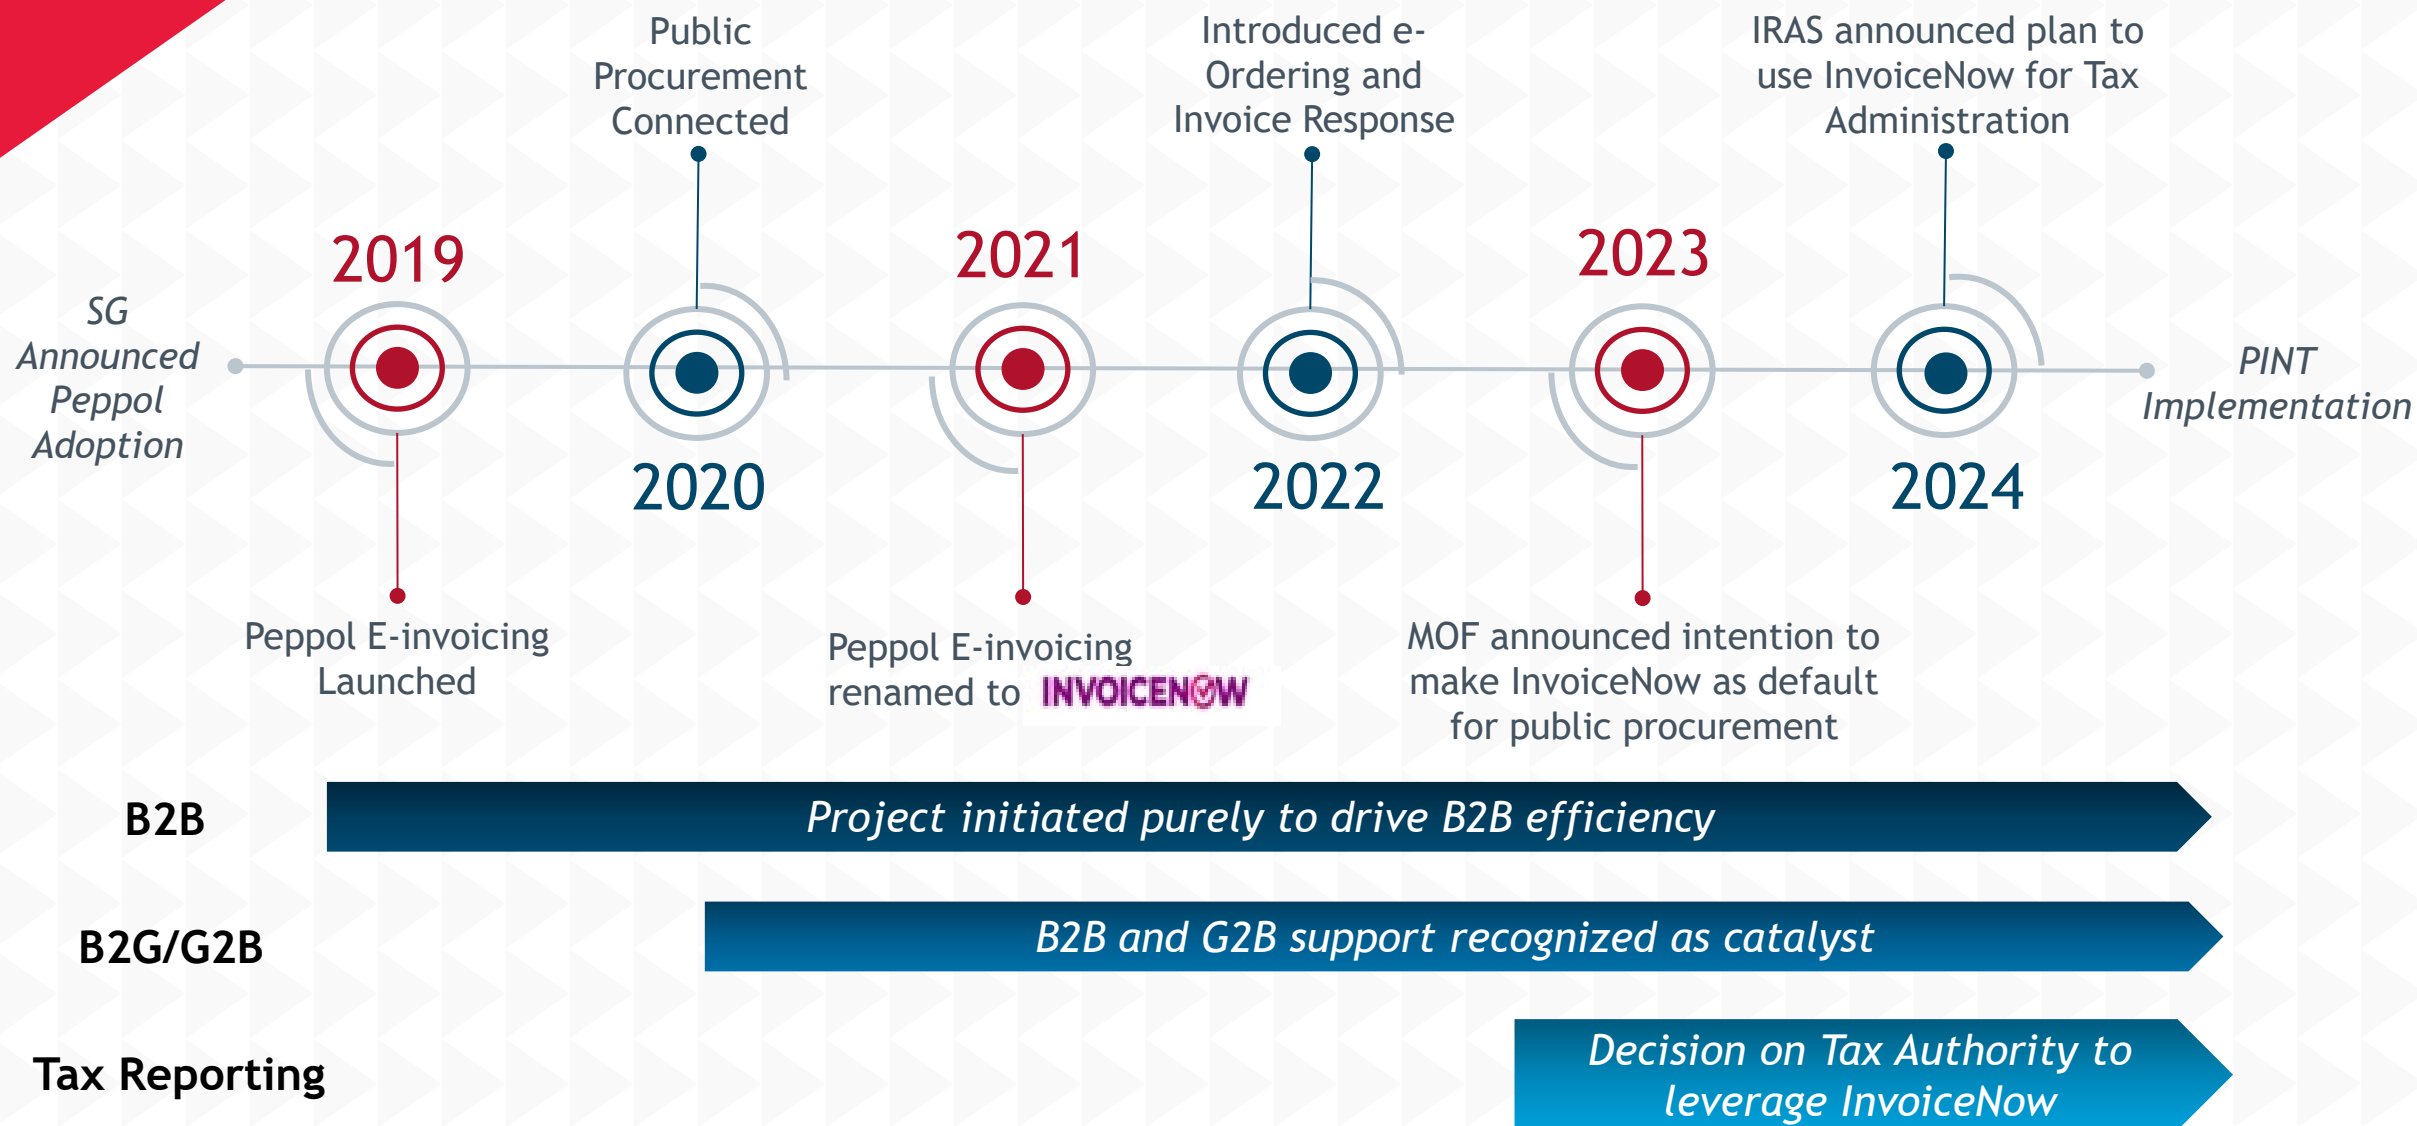 Public
Procurement
Connected
Introduced e-
Ordering and
Invoice Response
IRAS announced plan to
use InvoiceNow for Tax
Administration
2019
2021
2023
SG
Announced
Peppol
Adoption
PINT
Implementation
2020
2022
2024
Peppol E-invoicing
Launched
Peppol E-invoicing
renamed to INVOICENOW
MOF announced intention to
make InvoiceNow as default
for public procurement
B2B
Project initiated purely to drive B2B efficiency
B2G/G2B
B2B and G2B support recognized as catalyst
Tax Reporting
Decision on Tax Authority to
leverage InvoiceNow